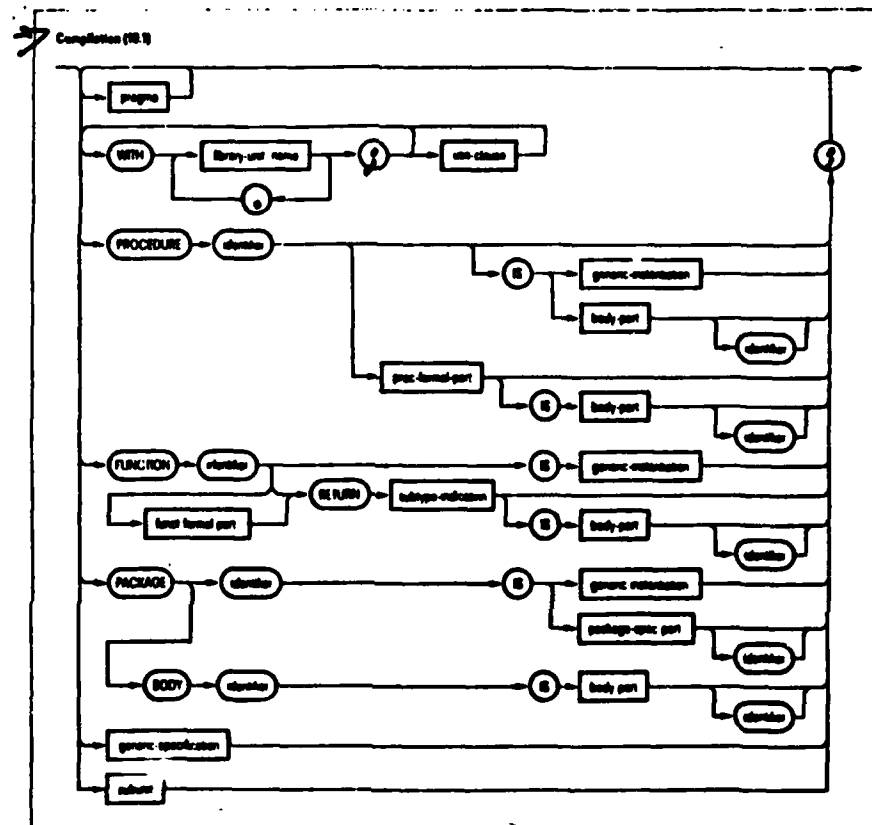 Compilation (10.1)
pragma
WITH library-unit name ; use-clause ;
,
PROCEDURE identifier
IS generic-instantiation
body-part
identifier
proc-formal-part
IS body-part
identifier
FUNCTION identifier IS generic-instantiation
RETURN subtype-indication
funct formal part IS body-part
identifier
PACKAGE identifier IS generic instantiation
package-spec part
identifier
BODY identifier IS body part
identifier
generic-specification
subunit